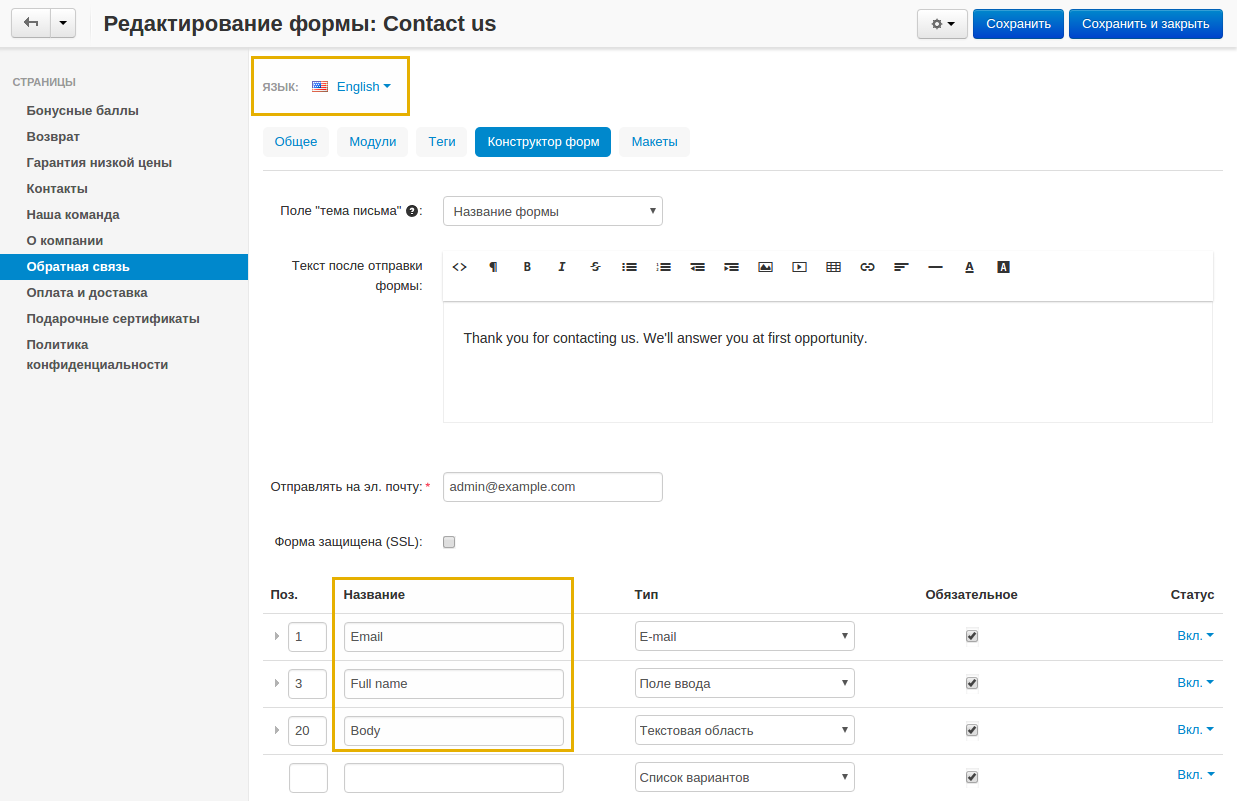 Редактирование формы: Contact us
Сохранить
Сохранить и закрыть
СТРАНИЦЫ
Бонусные баллы
Возврат
Гарантия низкой цены
Контакты
Наша команда
О компании
Обратная связь
Оплата и доставка
Подарочные сертификаты
Политика
конфиденциальности
ЯЗЫК: English
Общее Модули Теги Конструктор форм Макеты
Поле "тема письма" ?: Название формы
Текст после отправки
формы:
Thank you for contacting us. We'll answer you at first opportunity.
Отправлять на эл. почту:* admin@example.com
Форма защищена (SSL):
Поз. Название Тип Обязательное Статус
1 Email E-mail Вкл.
3 Full name Поле ввода Вкл.
20 Body Текстовая область Вкл.
Список вариантов Вкл.